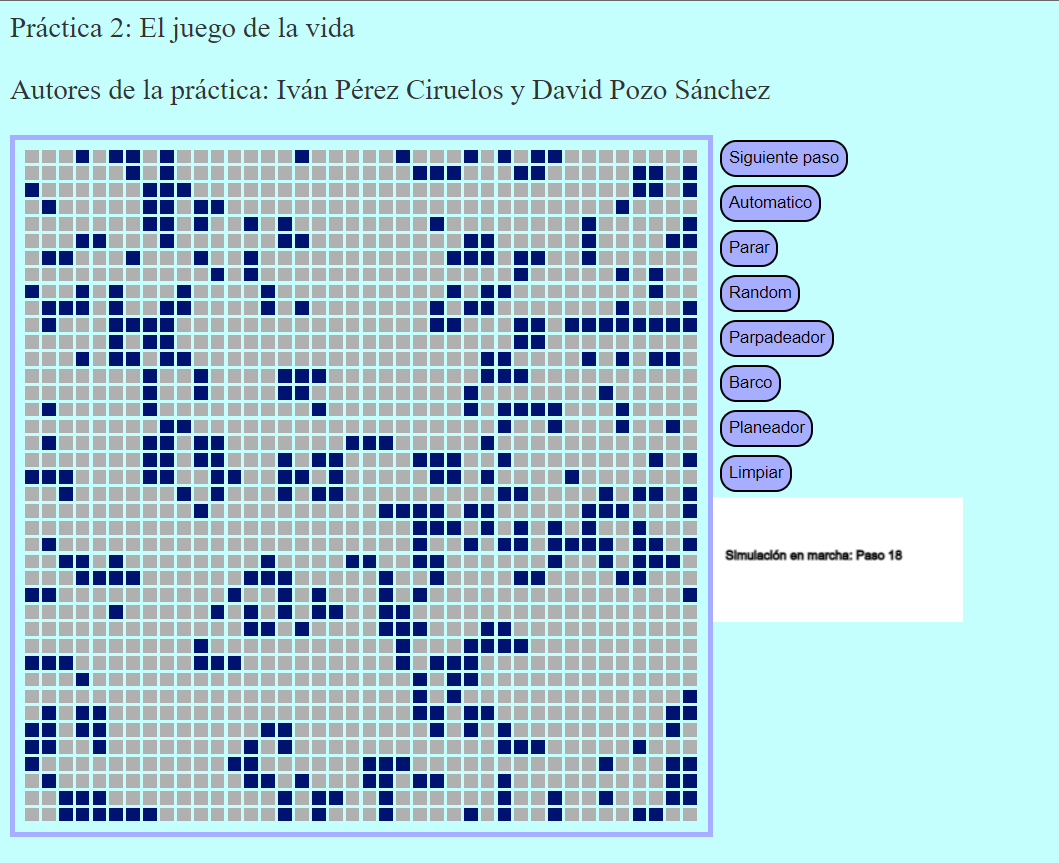 Práctica 2: El juego de la vida
Autores de la práctica: Iván Pérez Ciruelos y David Pozo Sánchez
Siguiente paso
Automatico
Parar
Random
Parpadeador
Barco
Planeador
Limpiar
Simulación en marcha: Paso 18